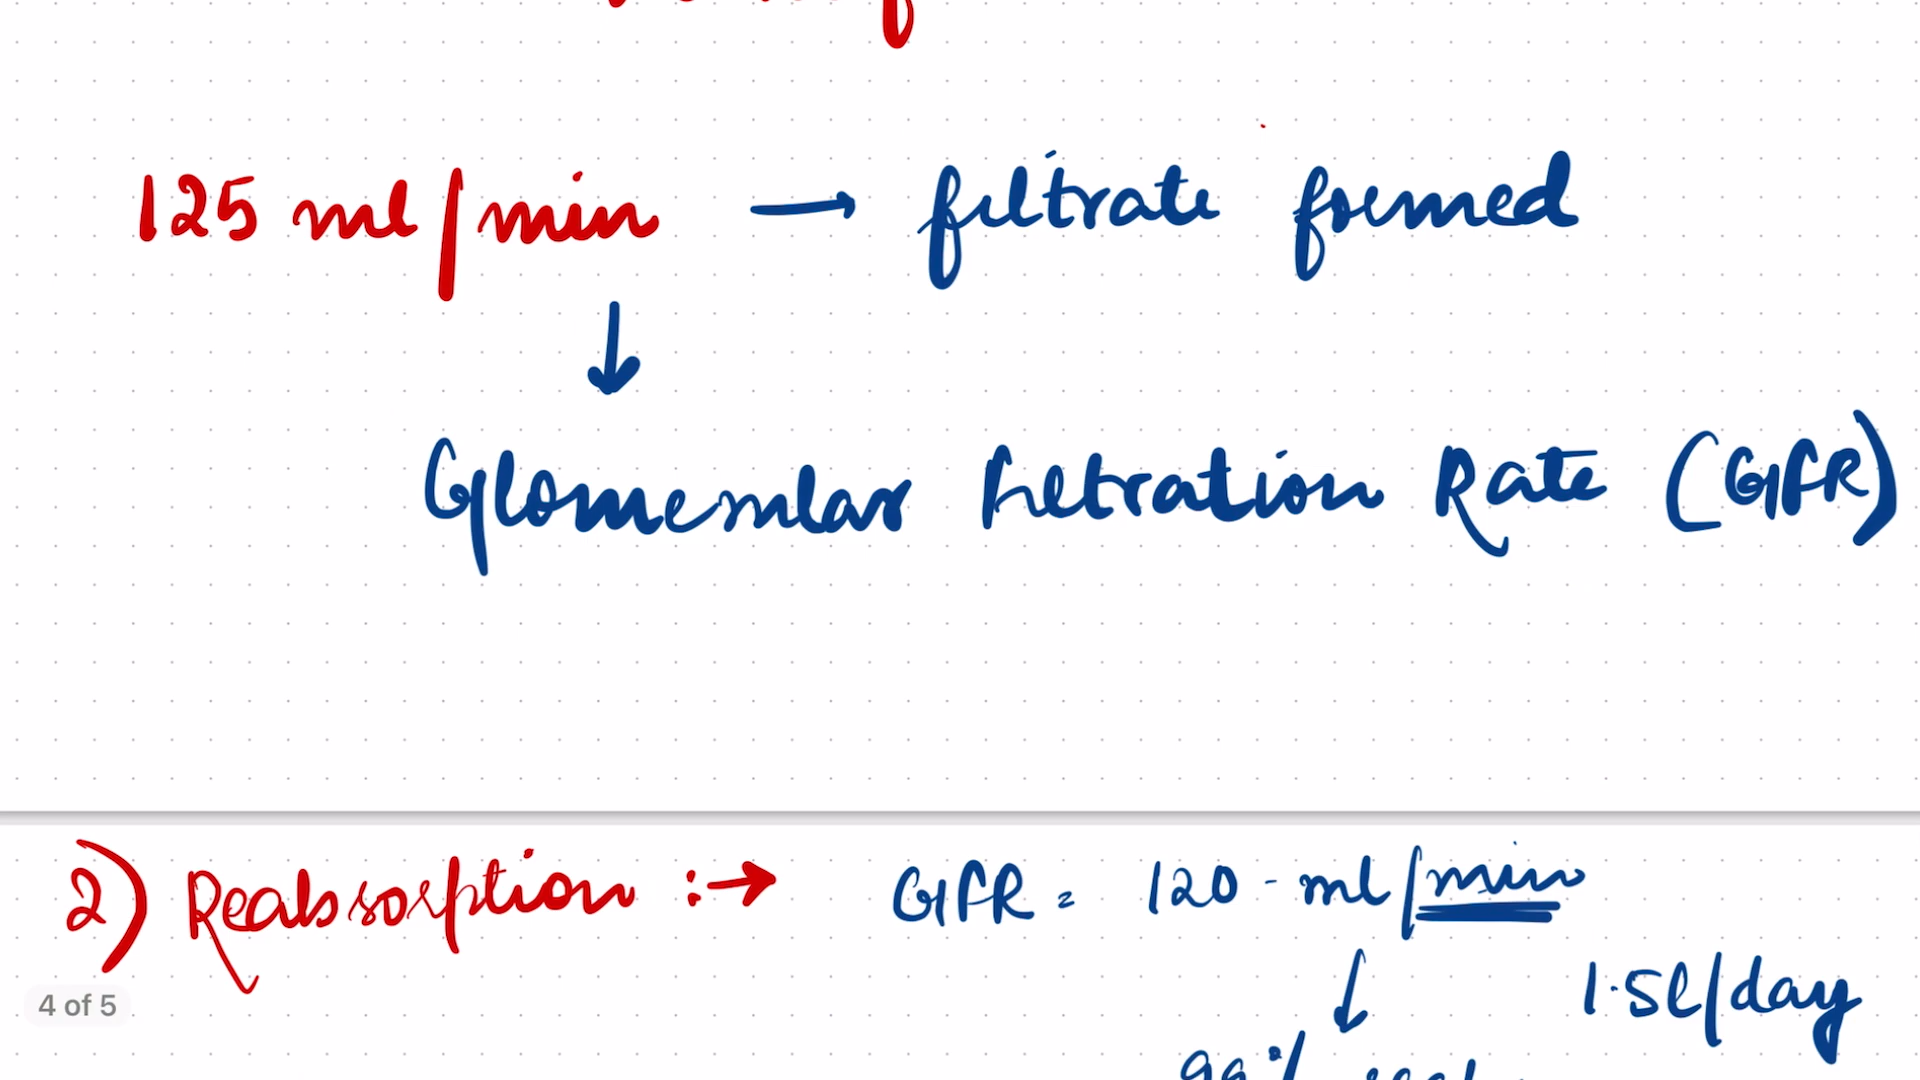 125 ml/min → filtrate formed
↓
Glomerular filtration Rate (GFR)
2) Reabsorption :→ GFR = 120 ml/min
↓ 1.5l/day
99%
4 of 5